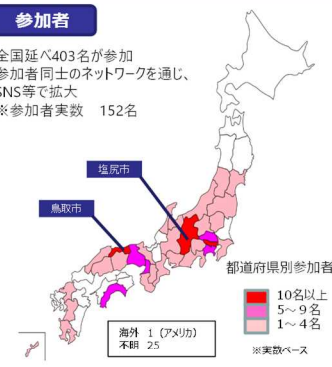 参加者
全国延べ403名が参加
参加者同士のネットワークを通じ、
SNS等で拡大
※参加者実数 152名
塩尻市
鳥取市
都道府県別参加者
10名以上
5～9名
1～4名
海外 1 (アメリカ)
不明 25
※実数ベース